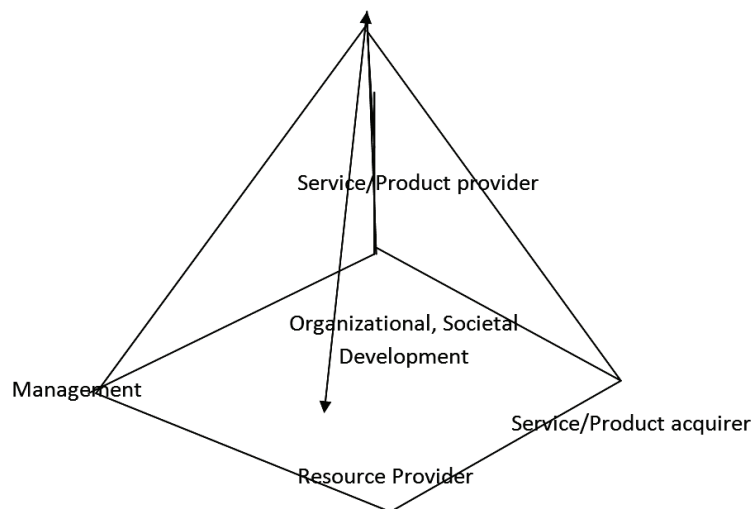 Service/Product provider
Organizational, Societal
Development
Management
Service/Product acquirer
Resource Provider